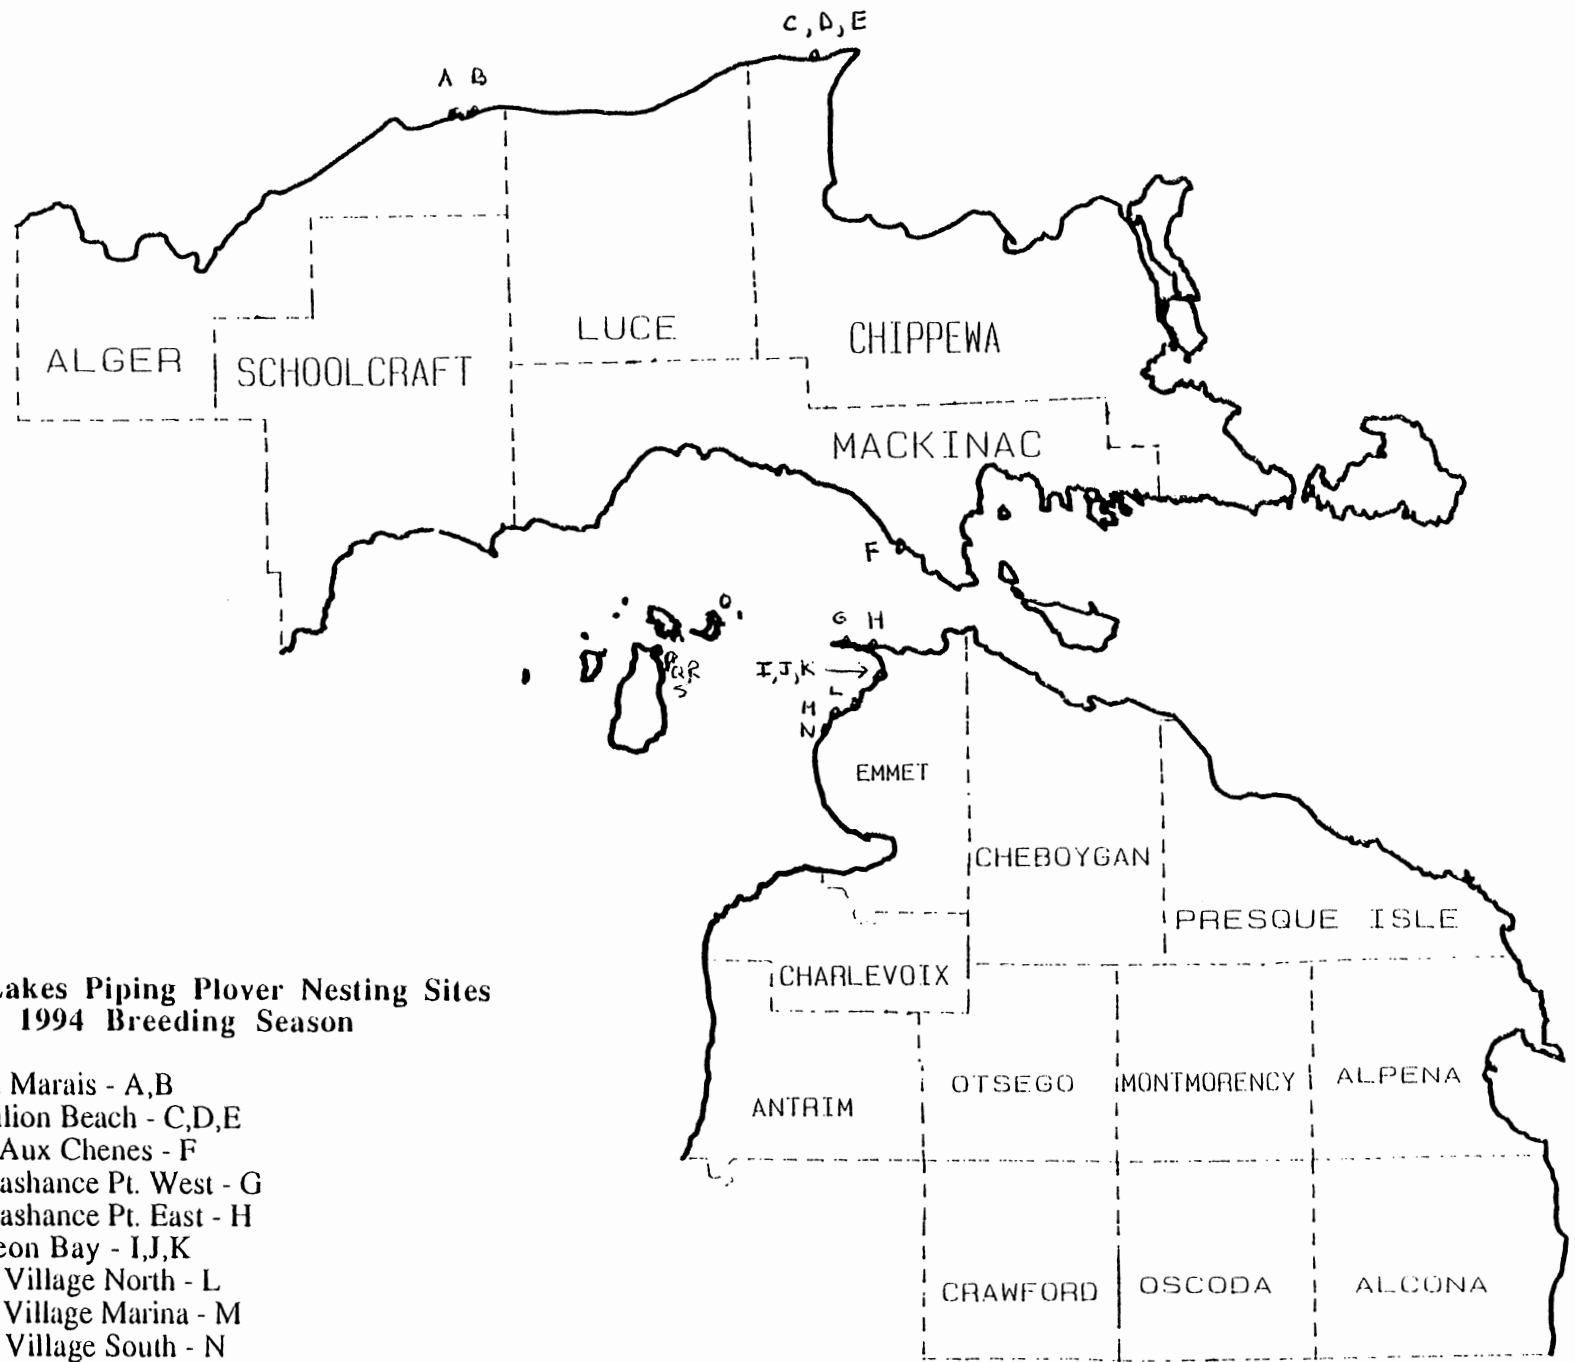 C, D, E
A B
ALGER
SCHOOLCRAFT
LUCE
CHIPPEWA
MACKINAC
F
O
G H
I,J,K
P
Q,R
S
L
M
N
EMMET
CHEBOYGAN
PRESQUE ISLE
CHARLEVOIX
ANTRIM
OTSEGO
MONTMORENCY
ALPENA
CRAWFORD
OSCODA
ALCONA
Lakes Piping Plover Nesting Sites
1994 Breeding Season
Marais - A,B
Beach - C,D,E
Aux Chenes - F
ashance Pt. West - G
ashance Pt. East - H
eon Bay - I,J,K
Village North - L
Village Marina - M
Village South - N